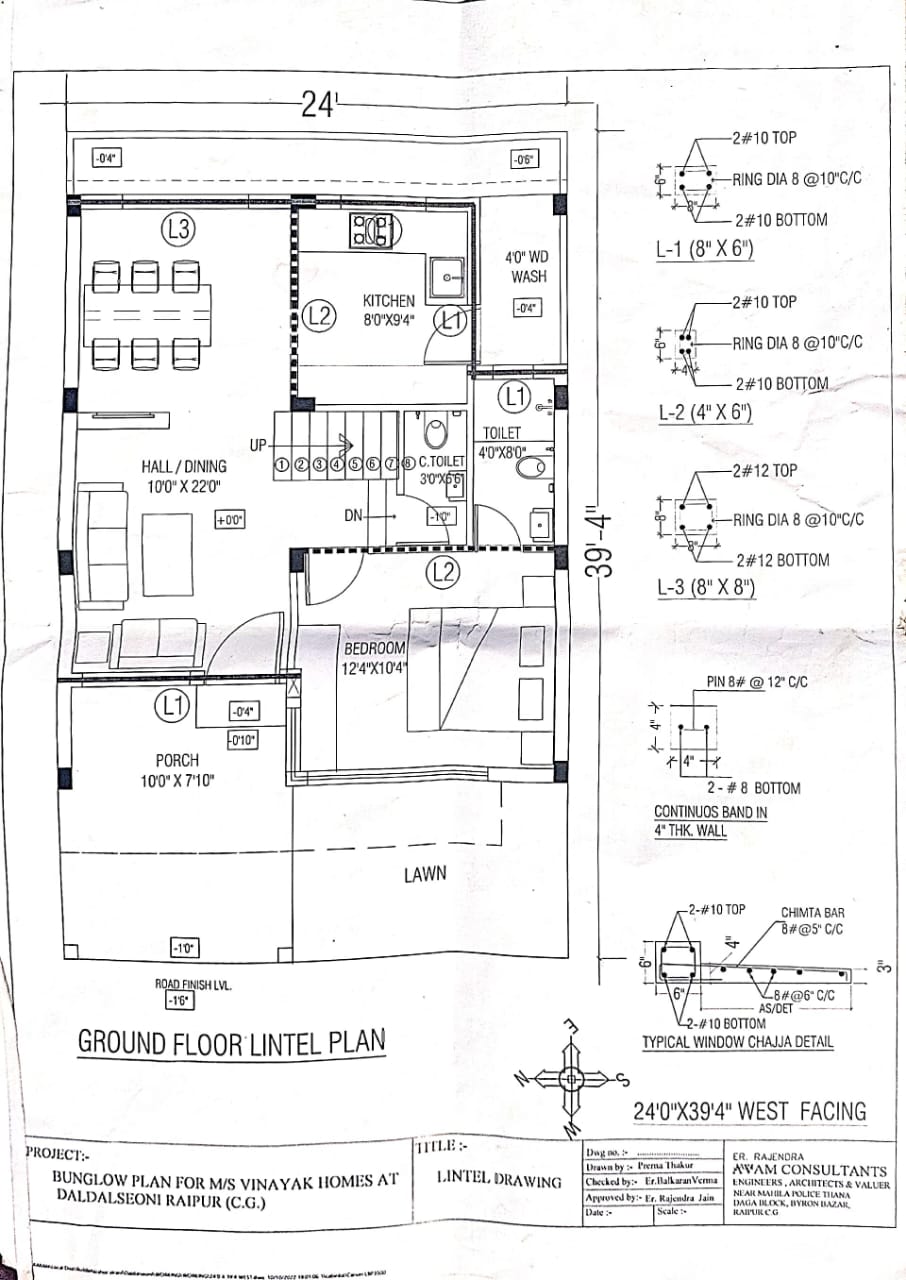 24'
-0'4"
-0'6"
L3
L1
4'0" WD
WASH
-0'4"
KITCHEN
8'0"X9'4"
L2
L1
L1
TOILET
4'0"X8'0"
UP
1 2 3 4 5 6 7 8
C.TOILET
3'0"X6'6
HALL / DINING
10'0" X 22'0"
+0'0"
DN
-1'0"
39'-4"
L2
BEDROOM
12'4"X10'4"
L1
-0'4"
-0'10"
PORCH
10'0" X 7'10"
LAWN
-1'0"
ROAD FINISH LVL.
-1'6"
GROUND FLOOR LINTEL PLAN
2#10 TOP
6"
RING DIA 8 @10"C/C
8"
2#10 BOTTOM
L-1 (8" X 6")
2#10 TOP
6"
RING DIA 8 @10"C/C
4"
2#10 BOTTOM
L-2 (4" X 6")
2#12 TOP
8"
RING DIA 8 @10"C/C
8"
2#12 BOTTOM
L-3 (8" X 8")
PIN 8# @ 12" C/C
4"
4"
2 - # 8 BOTTOM
CONTINUOS BAND IN
4" THK. WALL
2-#10 TOP
CHIMTA BAR
8#@5" C/C
4"
6"
3"
6"
8#@6" C/C
AS/DET
2-#10 BOTTOM
TYPICAL WINDOW CHAJJA DETAIL
E
N
S
W
24'0"X39'4" WEST FACING
PROJECT:-
BUNGLOW PLAN FOR M/S VINAYAK HOMES AT
DALDALSEONI RAIPUR (C.G.)
TITLE :-
LINTEL DRAWING
Dwg no. :- ........................
Drawn by :- Prerna Thakur
Checked by:- Er.Balkaran Verma
Approved by:- Er. Rajendra Jain
Date :- Scale :-
ER. RAJENDRA
AWAM CONSULTANTS
ENGINEERS , ARCHITECTS & VALUER
NEAR MAHILA POLICE THANA
DAGA BLOCK, BYRON BAZAR,
RAIPUR C.G